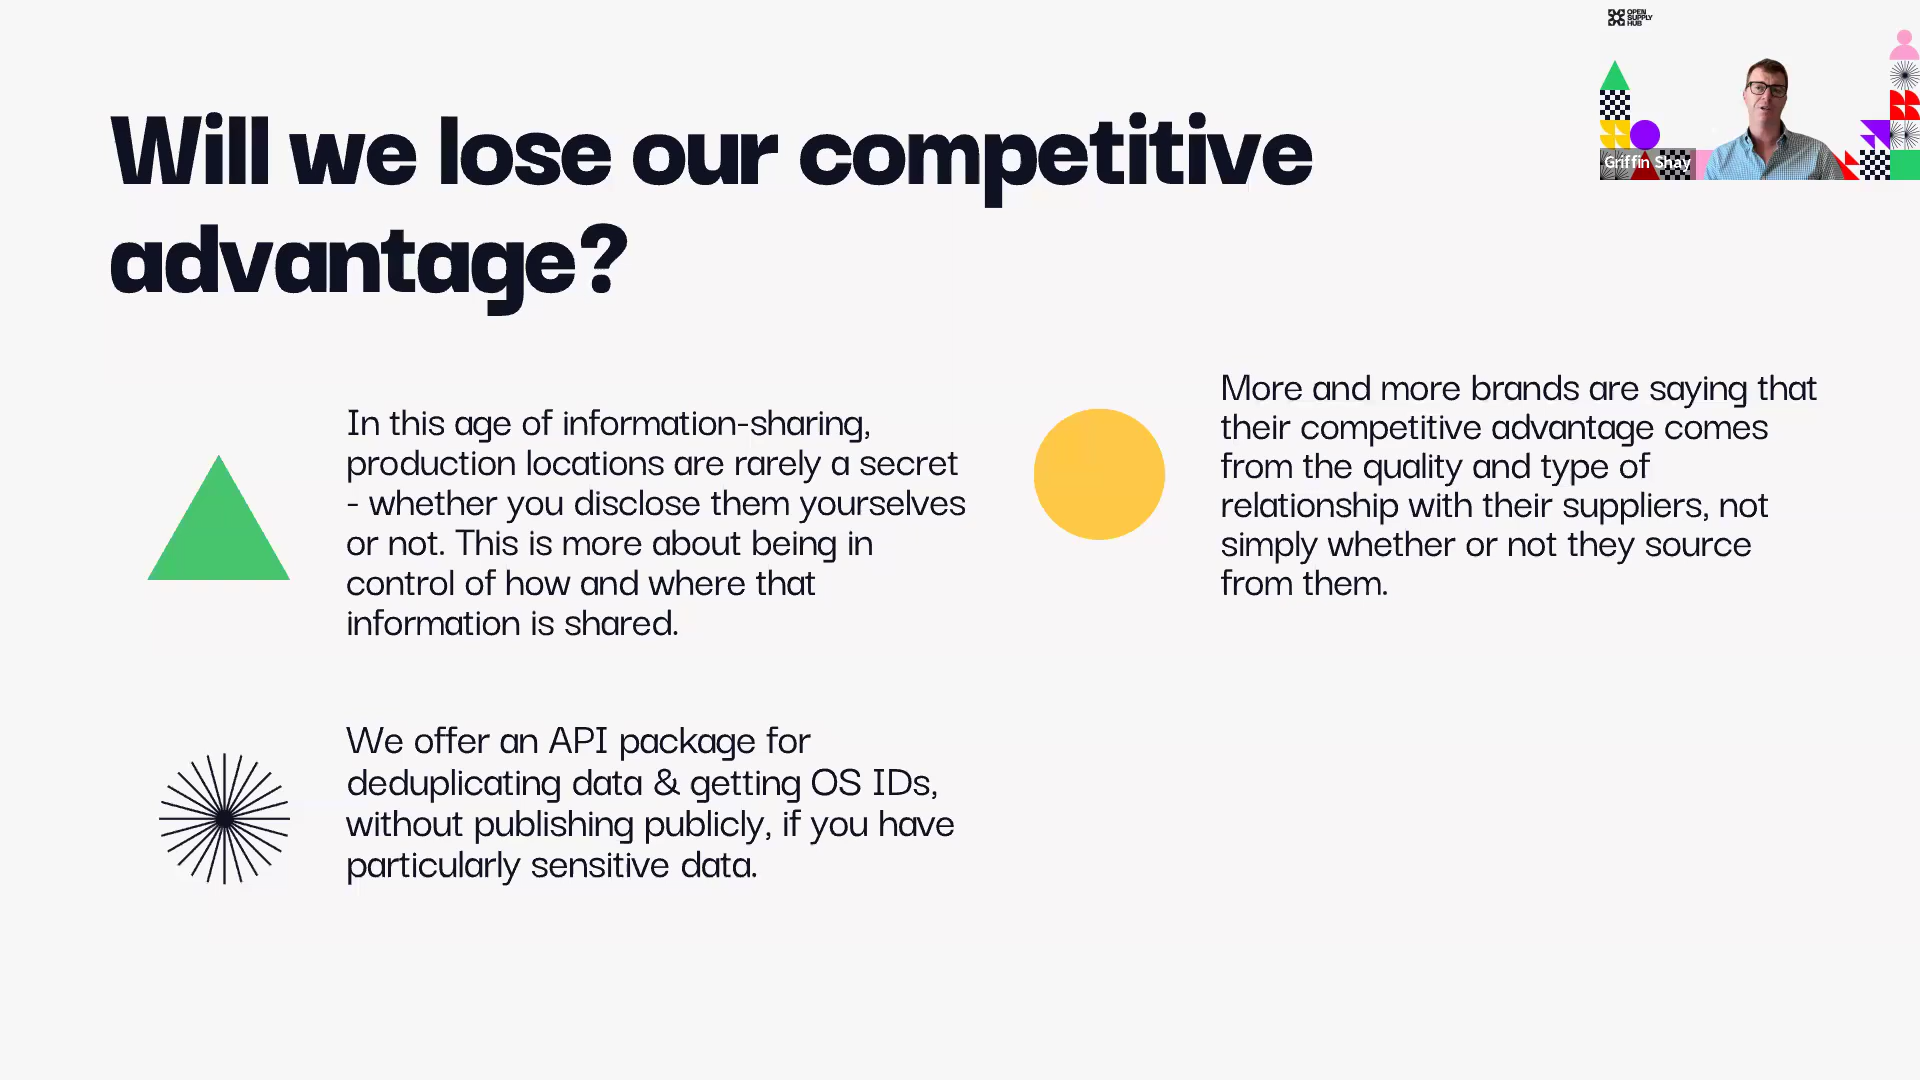 OPEN
SUPPLY
HUB
Griffin Shay
Will we lose our competitive
advantage?
In this age of information-sharing,
production locations are rarely a secret
- whether you disclose them yourselves
or not. This is more about being in
control of how and where that
information is shared.
More and more brands are saying that
their competitive advantage comes
from the quality and type of
relationship with their suppliers, not
simply whether or not they source
from them.
We offer an API package for
deduplicating data & getting OS IDs,
without publishing publicly, if you have
particularly sensitive data.